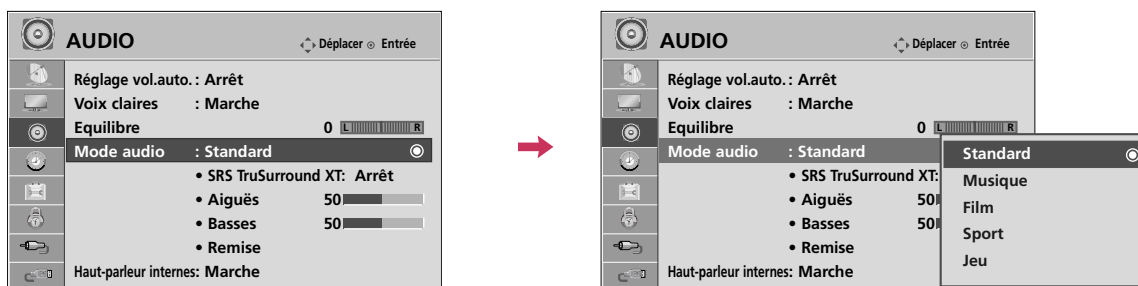 AUDIO
Déplacer Entrée
Réglage vol.auto. : Arrêt
Voix claires : Marche
Equilibre 0 L R
Mode audio : Standard
• SRS TruSurround XT: Arrêt
• Aiguës 50
• Basses 50
• Remise
Haut-parleur internes: Marche
AUDIO
Déplacer Entrée
Réglage vol.auto. : Arrêt
Voix claires : Marche
Equilibre 0 L R
Mode audio : Standard
• SRS TruSurround XT:
• Aiguës 50
• Basses 50
• Remise
Haut-parleur internes: Marche
Standard
Musique
Film
Sport
Jeu